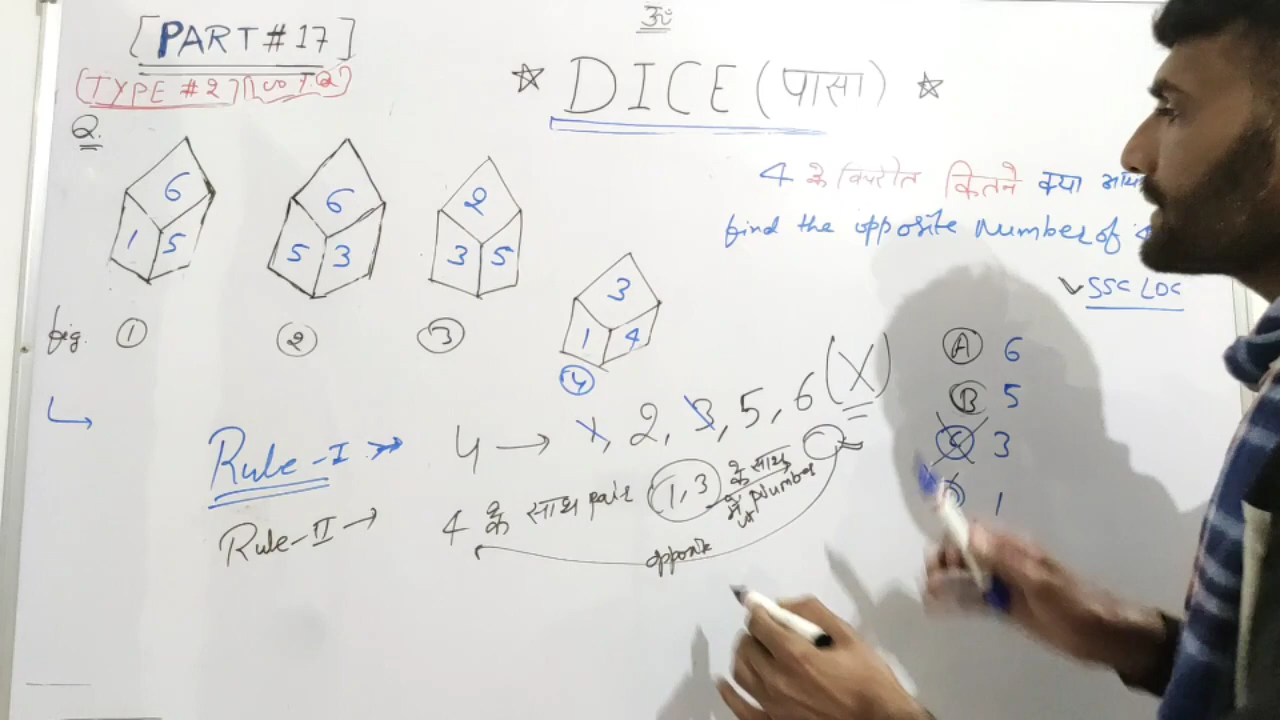 ॐ
[PART # 17]
[TYPE # 2]
Q.
☆ DICE (पासा) ☆
4 के विपरीत कितने क्या
find the opposite Number of
✓ SSC LDC
6 1 5
6 5 3
2 3 5
3 1 4
fig. ① ② ③ ④
Rule-I
4 → 1, 2, 3, 5, 6 (X)
Rule-II → 4 के साथ pair (1, 3) के साथ
Number
opposite
Ⓐ 6
Ⓑ 5
Ⓒ 3
Ⓓ 1